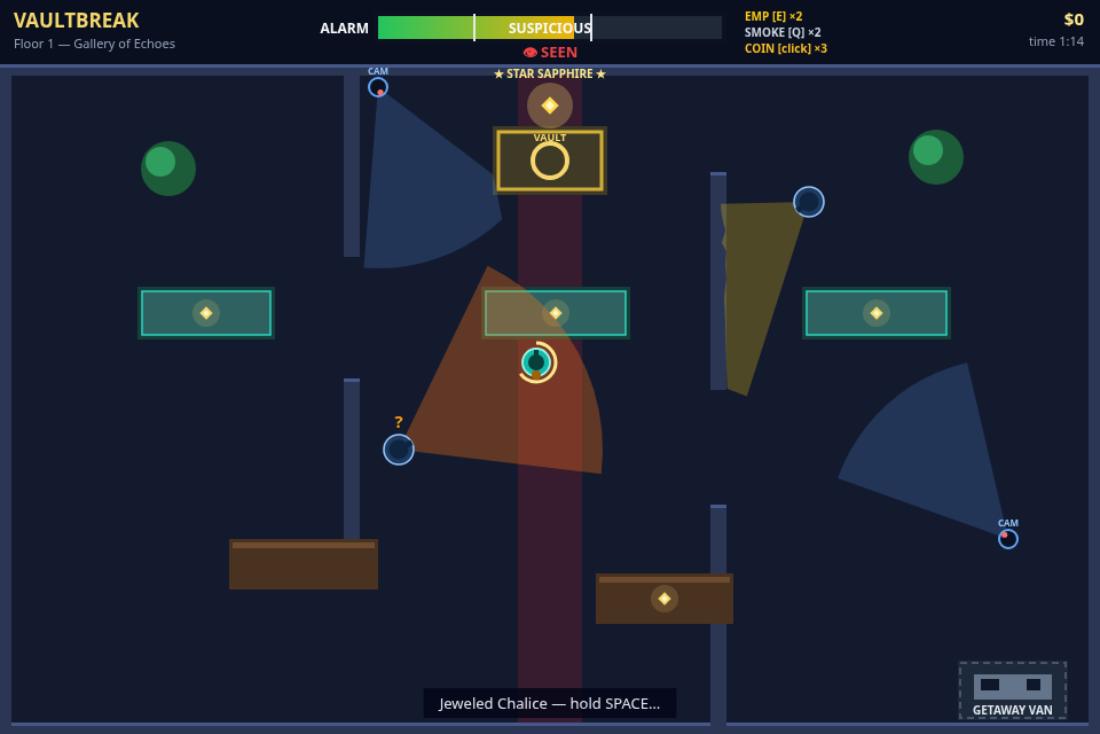 VAULTBREAK
Floor 1 — Gallery of Echoes
ALARM
SUSPICIOUS
SEEN
EMP [E] ×2
SMOKE [Q] ×2
COIN [click] ×3
$0
time 1:14
CAM
★ STAR SAPPHIRE ★
VAULT
?
CAM
Jeweled Chalice — hold SPACE...
GETAWAY VAN